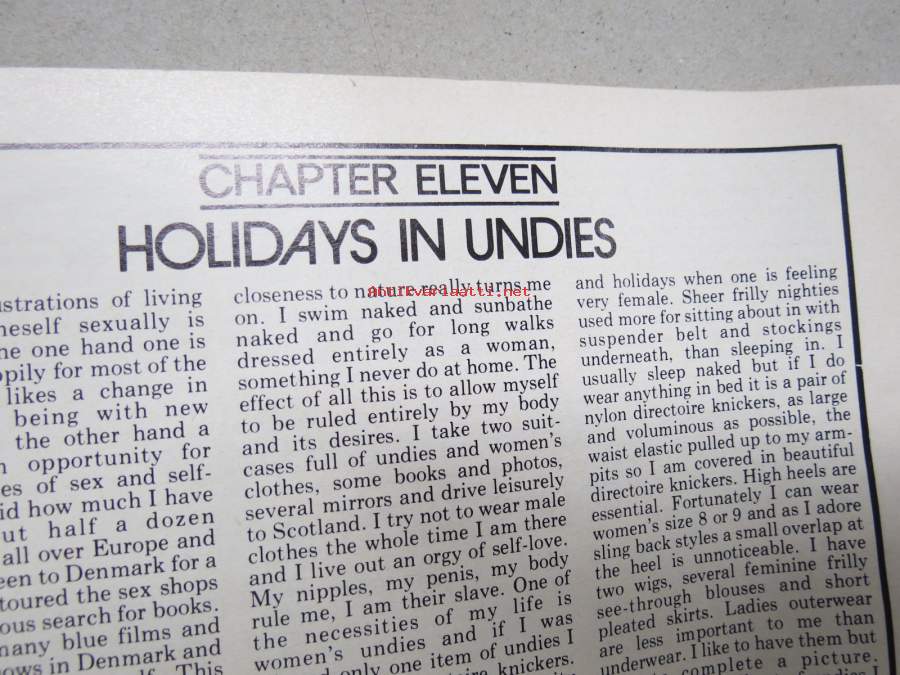 CHAPTER ELEVEN
HOLIDAYS IN UNDIES
ustrations of living
neself sexually is
ne one hand one is
ppily for most of the
likes a change in
being with new
the other hand a
n opportunity for
es of sex and self-
id how much I have
out half a dozen
all over Europe and
een to Denmark for a
toured the sex shops
ous search for books.
many blue films and
ows in Denmark and
This
closeness to nature really turns me
on. I swim naked and sunbathe
naked and go for long walks
dressed entirely as a woman,
something I never do at home. The
effect of all this is to allow myself
to be ruled entirely by my body
and its desires. I take two suit-
cases full of undies and women's
clothes, some books and photos,
several mirrors and drive leisurely
to Scotland. I try not to wear male
clothes the whole time I am there
and I live out an orgy of self-love.
My nipples, my penis, my body
rule me, I am their slave. One of
the necessities of my life is
women's undies and if I was
only one item of undies I
knickers.
and holidays when one is feeling
very female. Sheer frilly nighties
used more for sitting about in with
suspender belt and stockings
underneath, than sleeping in. I
usually sleep naked but if I do
wear anything in bed it is a pair of
nylon directoire knickers, as large
and voluminous as possible, the
waist elastic pulled up to my arm-
pits so I am covered in beautiful
directoire knickers. High heels are
essential. Fortunately I can wear
women's size 8 or 9 and as I adore
sling back styles a small overlap at
the heel is unnoticeable. I have
two wigs, several feminine frilly
see-through blouses and short
pleated skirts. Ladies outerwear
are less important to me than
underwear. I like to have them but
complete a picture.
antikvariaatti.net